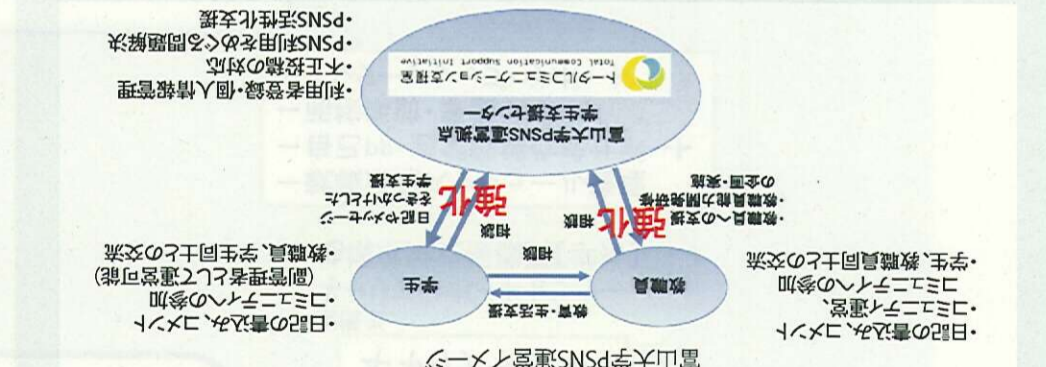 富山大学PSNS運営イメージ
・日記の書込み、コメント
・コミュニティ運営、
コミュニティへの参加
・学生、教職員同士との交流
教職員
教育・生活支援
相談
学生
・日記の書込み、コメント
・コミュニティへの参加
(副管理者として運営可能)
・教職員、学生同士との交流
・教職員への支援
・教職員能力開発研修
の企画・実施
強化
相談
相談
強化
日記やメッセージ
をきっかけとした
学生支援
富山大学PSNS運営拠点
学生支援センター
トータルコミュニケーション支援室
Total Communication Support Initiative
・利用者登録・個人情報管理
・不正投稿の対応
・PSNS利用をめぐる問題解決
・PSNS活性化支援